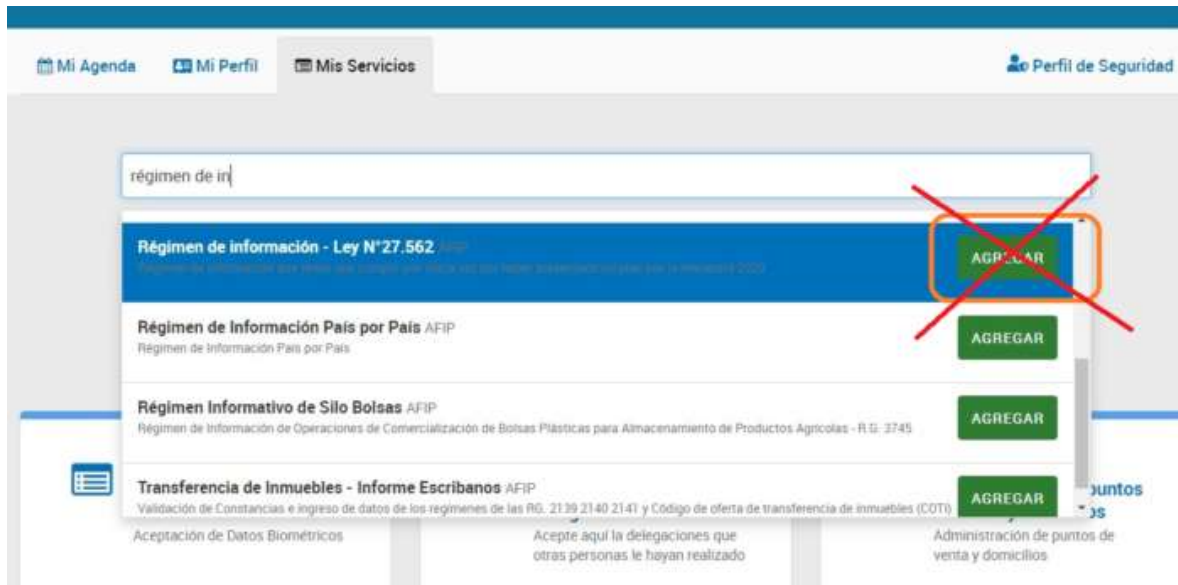 Mi Agenda
Mi Perfil
Mis Servicios
Perfil de Seguridad
régimen de in
Régimen de información - Ley N°27.562 AFIP
AGREGAR
Régimen de Información País por País AFIP
Régimen de Información País por País
AGREGAR
Régimen Informativo de Silo Bolsas AFIP
Régimen de Información de Operaciones de Comercialización de Bolsas Plásticas para Almacenamiento de Productos Agrícolas - R.G. 3745
AGREGAR
Transferencia de Inmuebles - Informe Escribanos AFIP
Validación de Constancias e ingreso de datos de los regímenes de las RG. 2139 2140 2141 y Código de oferta de transferencia de inmuebles (COTI)
AGREGAR
Aceptación de Datos Biométricos
Acepte aquí la delegaciones que
otras personas le hayan realizado
puntos
Administración de puntos de
venta y domicilios